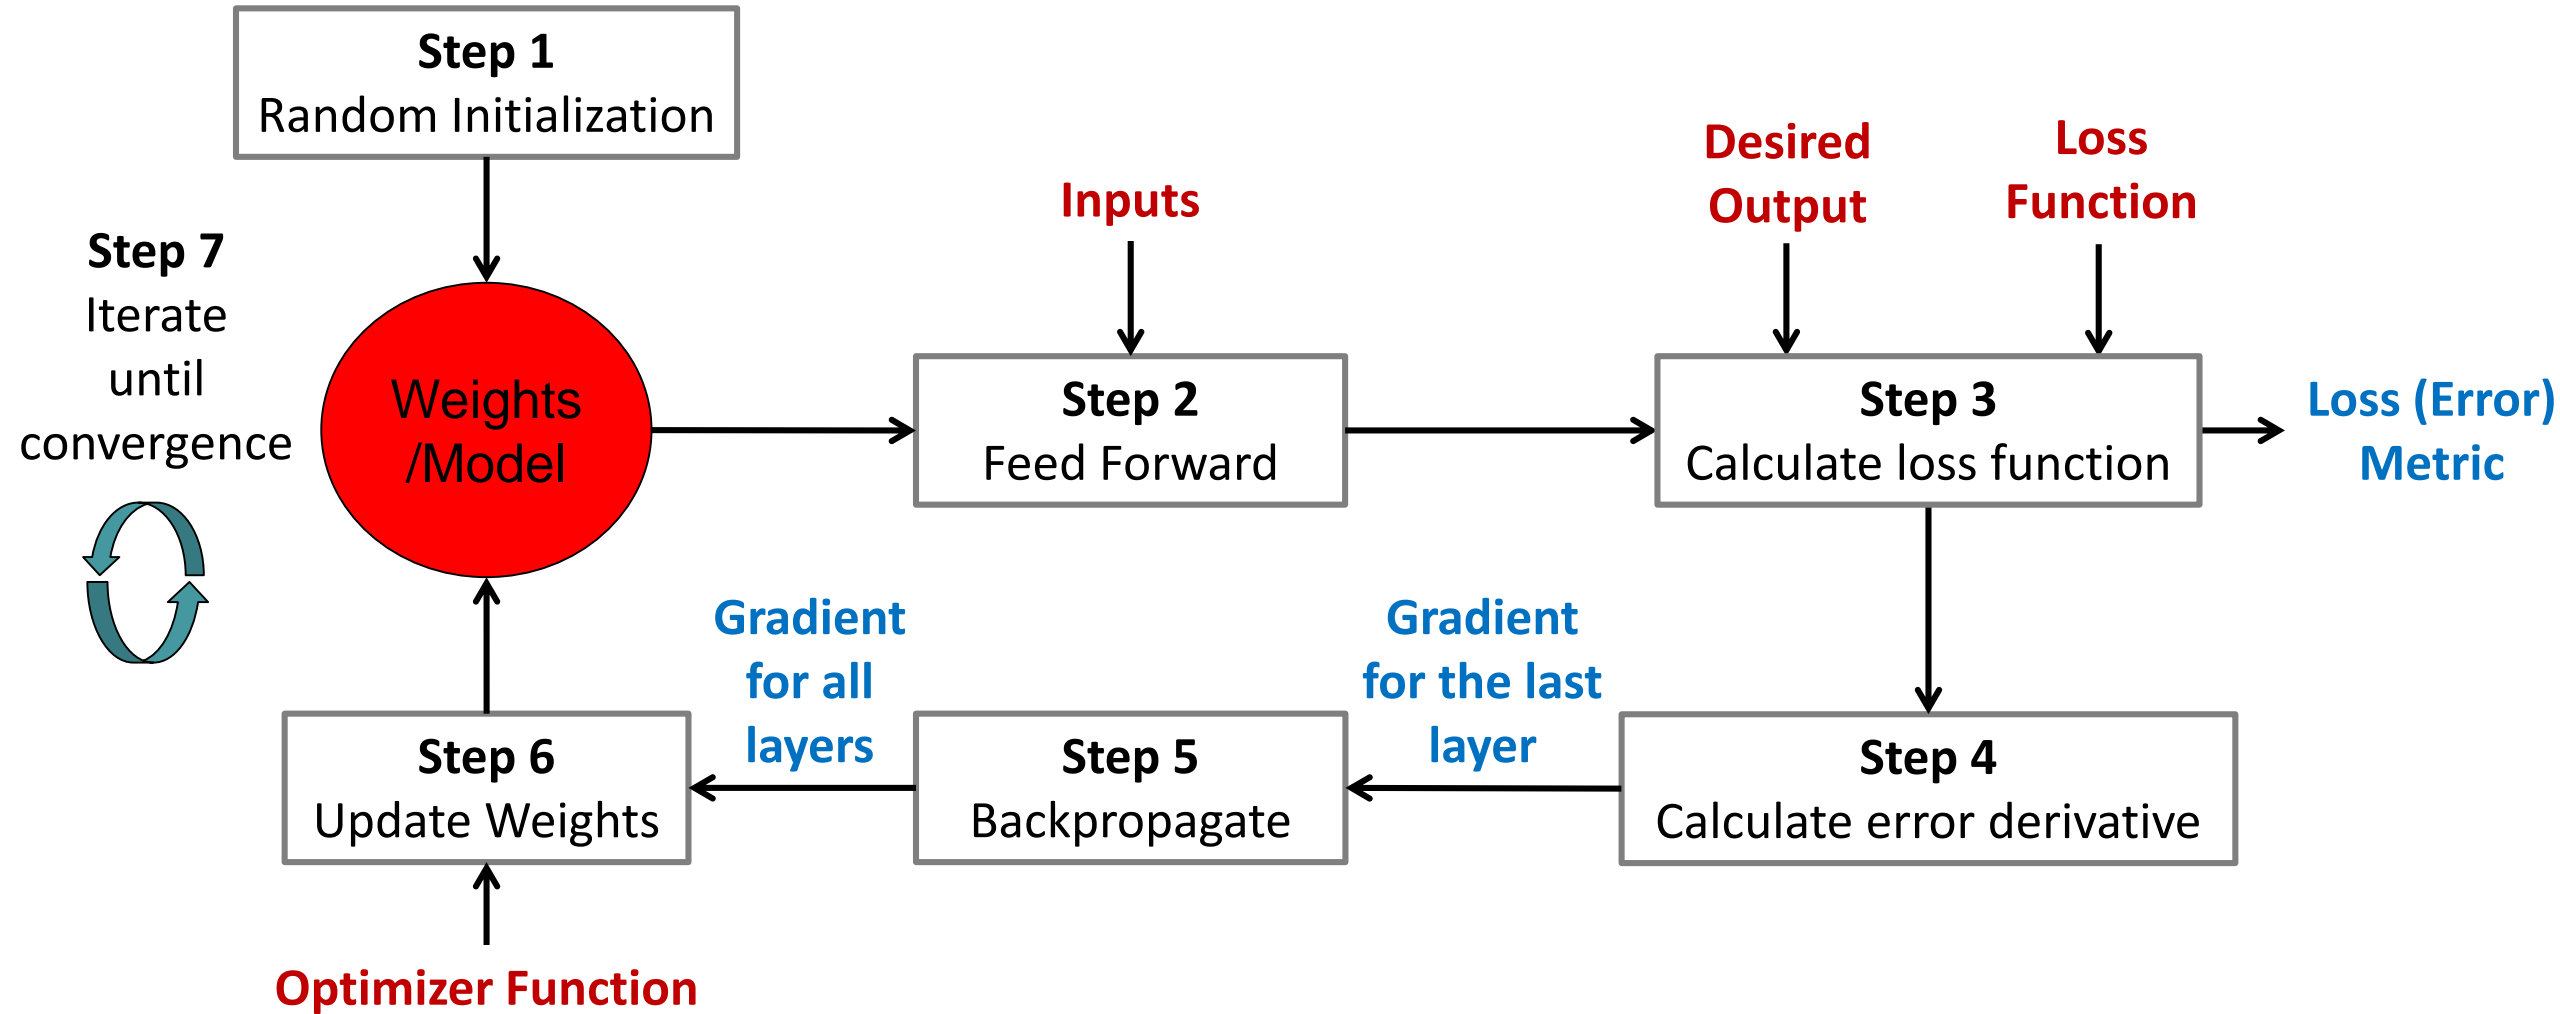 Step 1
Random Initialization
Step 7
Iterate
until
convergence
Weights
/Model
Inputs
Step 2
Feed Forward
Desired
Output
Loss
Function
Step 3
Calculate loss function
Loss (Error)
Metric
Step 4
Calculate error derivative
Gradient
for the last
layer
Step 5
Backpropagate
Gradient
for all
layers
Step 6
Update Weights
Optimizer Function